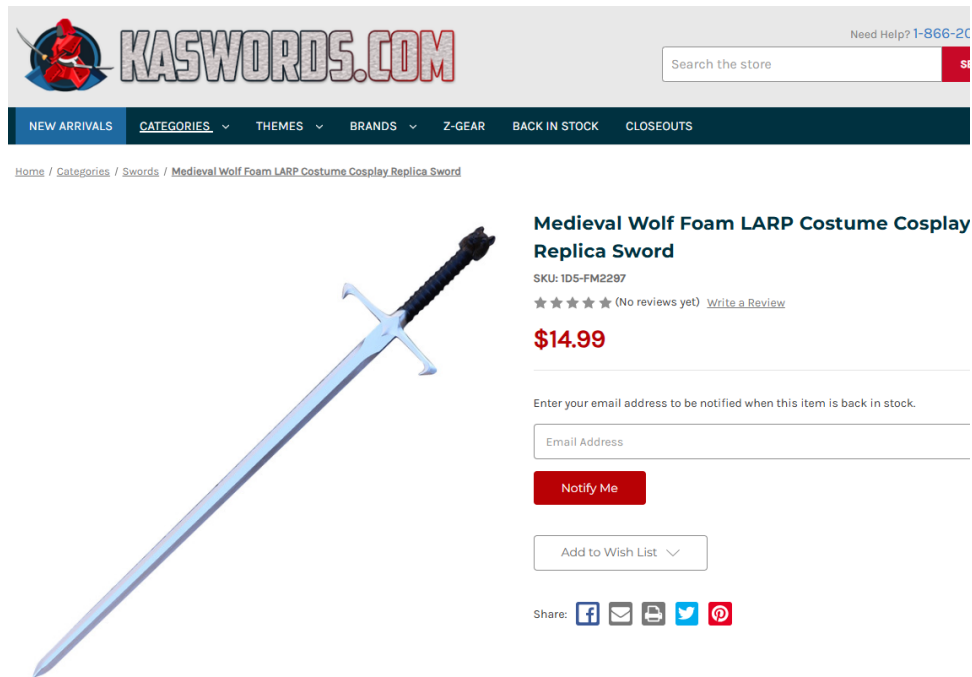 KASWORDS.COM
Need Help? 1-866-20
Search the store
NEW ARRIVALS CATEGORIES THEMES BRANDS Z-GEAR BACK IN STOCK CLOSEOUTS
Home / Categories / Swords / Medieval Wolf Foam LARP Costume Cosplay Replica Sword
Medieval Wolf Foam LARP Costume Cosplay
Replica Sword
SKU: 1D5-FM2297
(No reviews yet) Write a Review
$14.99
Enter your email address to be notified when this item is back in stock.
Email Address
Notify Me
Add to Wish List
Share: